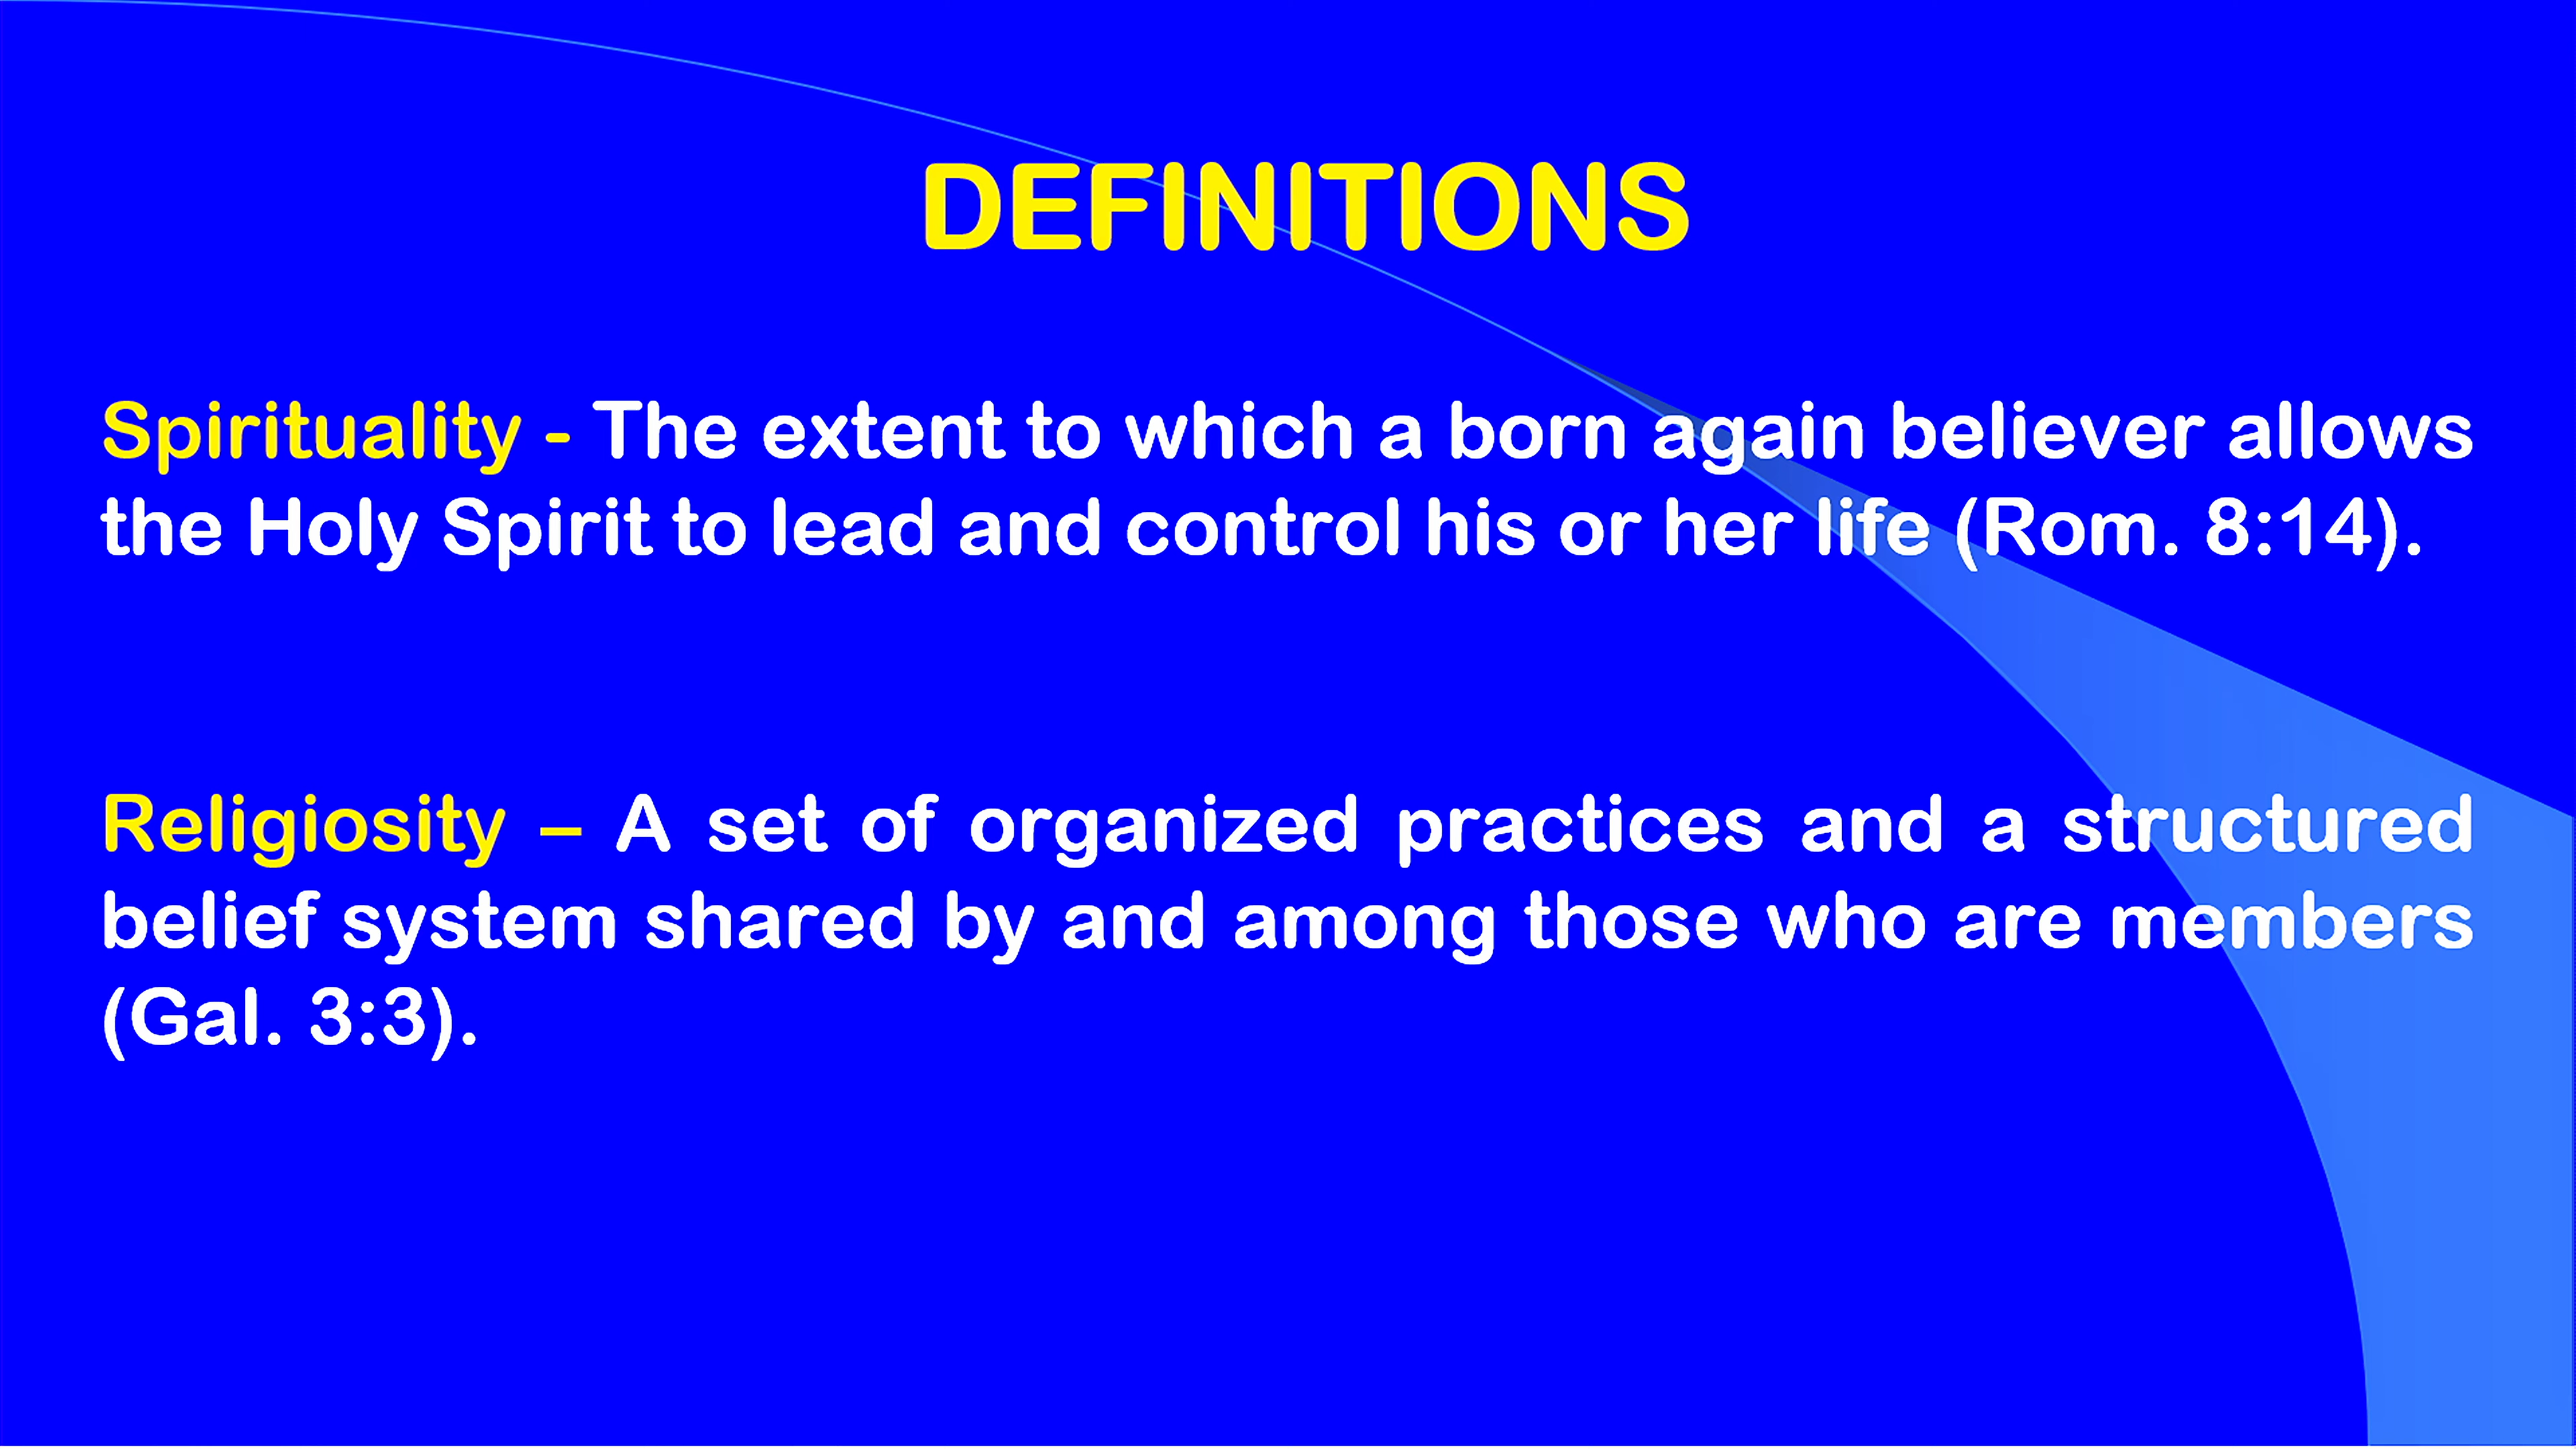 DEFINITIONS
Spirituality - The extent to which a born again believer allows
the Holy Spirit to lead and control his or her life (Rom. 8:14).
Religiosity – A set of organized practices and a structured
belief system shared by and among those who are members
(Gal. 3:3).